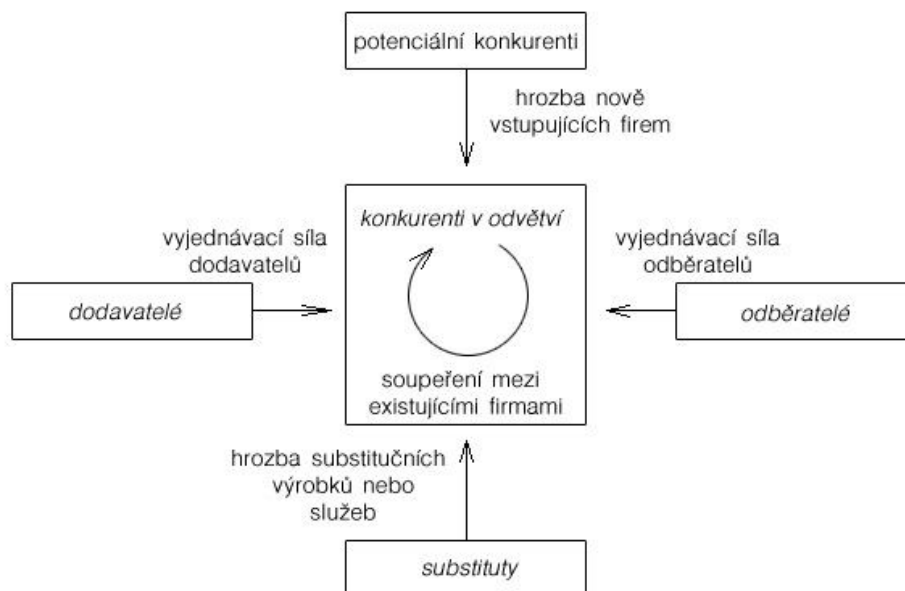 potenciální konkurenti
hrozba nově
vstupujících firem
konkurenti v odvětví
vyjednávací síla
dodavatelů
vyjednávací síla
odběratelů
dodavatelé
odběratelé
soupeření mezi
existujícími firmami
hrozba substitučních
výrobků nebo
služeb
substituty